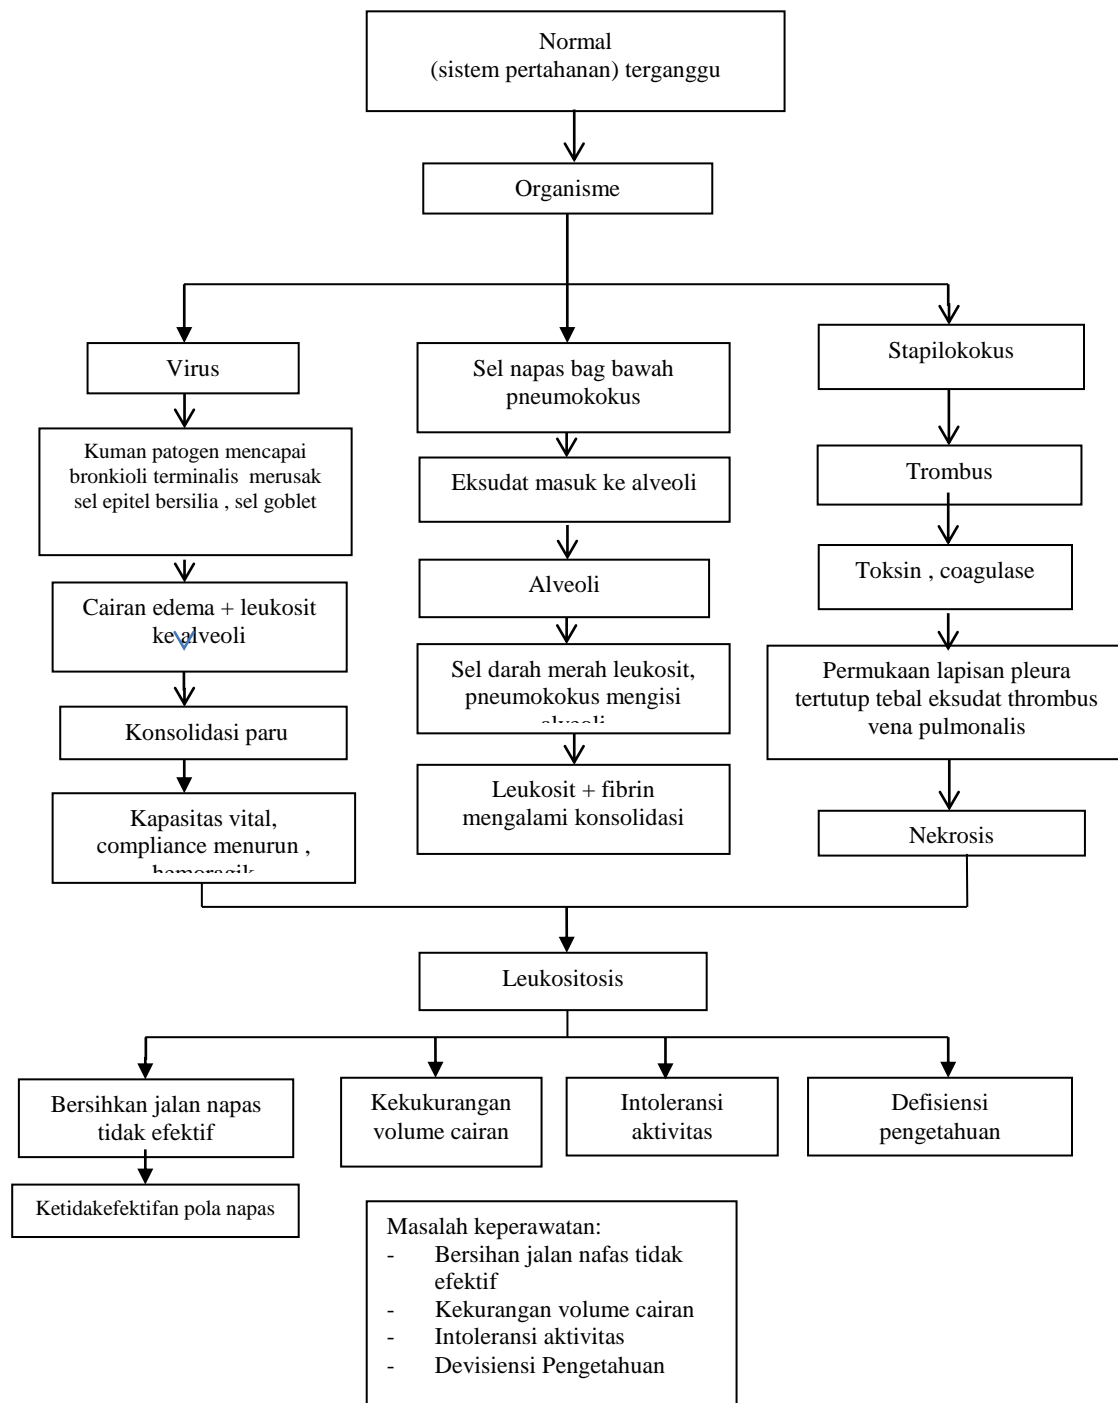 Normal
(sistem pertahanan) terganggu
Organisme
Virus
Sel napas bag bawah
pneumokokus
Stapilokokus
Kuman patogen mencapai
bronkioli terminalis merusak
sel epitel bersilia , sel goblet
Eksudat masuk ke alveoli
Trombus
Cairan edema + leukosit
ke alveoli
Alveoli
Toksin , coagulase
Konsolidasi paru
Sel darah merah leukosit,
pneumokokus mengisi
alveoli
Permukaan lapisan pleura
tertutup tebal eksudat thrombus
vena pulmonalis
Kapasitas vital,
compliance menurun ,
hemoragik
Leukosit + fibrin
mengalami konsolidasi
Nekrosis
Leukositosis
Bersihkan jalan napas
tidak efektif
Kekukurangan
volume cairan
Intoleransi
aktivitas
Defisiensi
pengetahuan
Ketidakefektifan pola napas
Masalah keperawatan:
- Bersihan jalan nafas tidak
efektif
- Kekurangan volume cairan
- Intoleransi aktivitas
- Devisiensi Pengetahuan